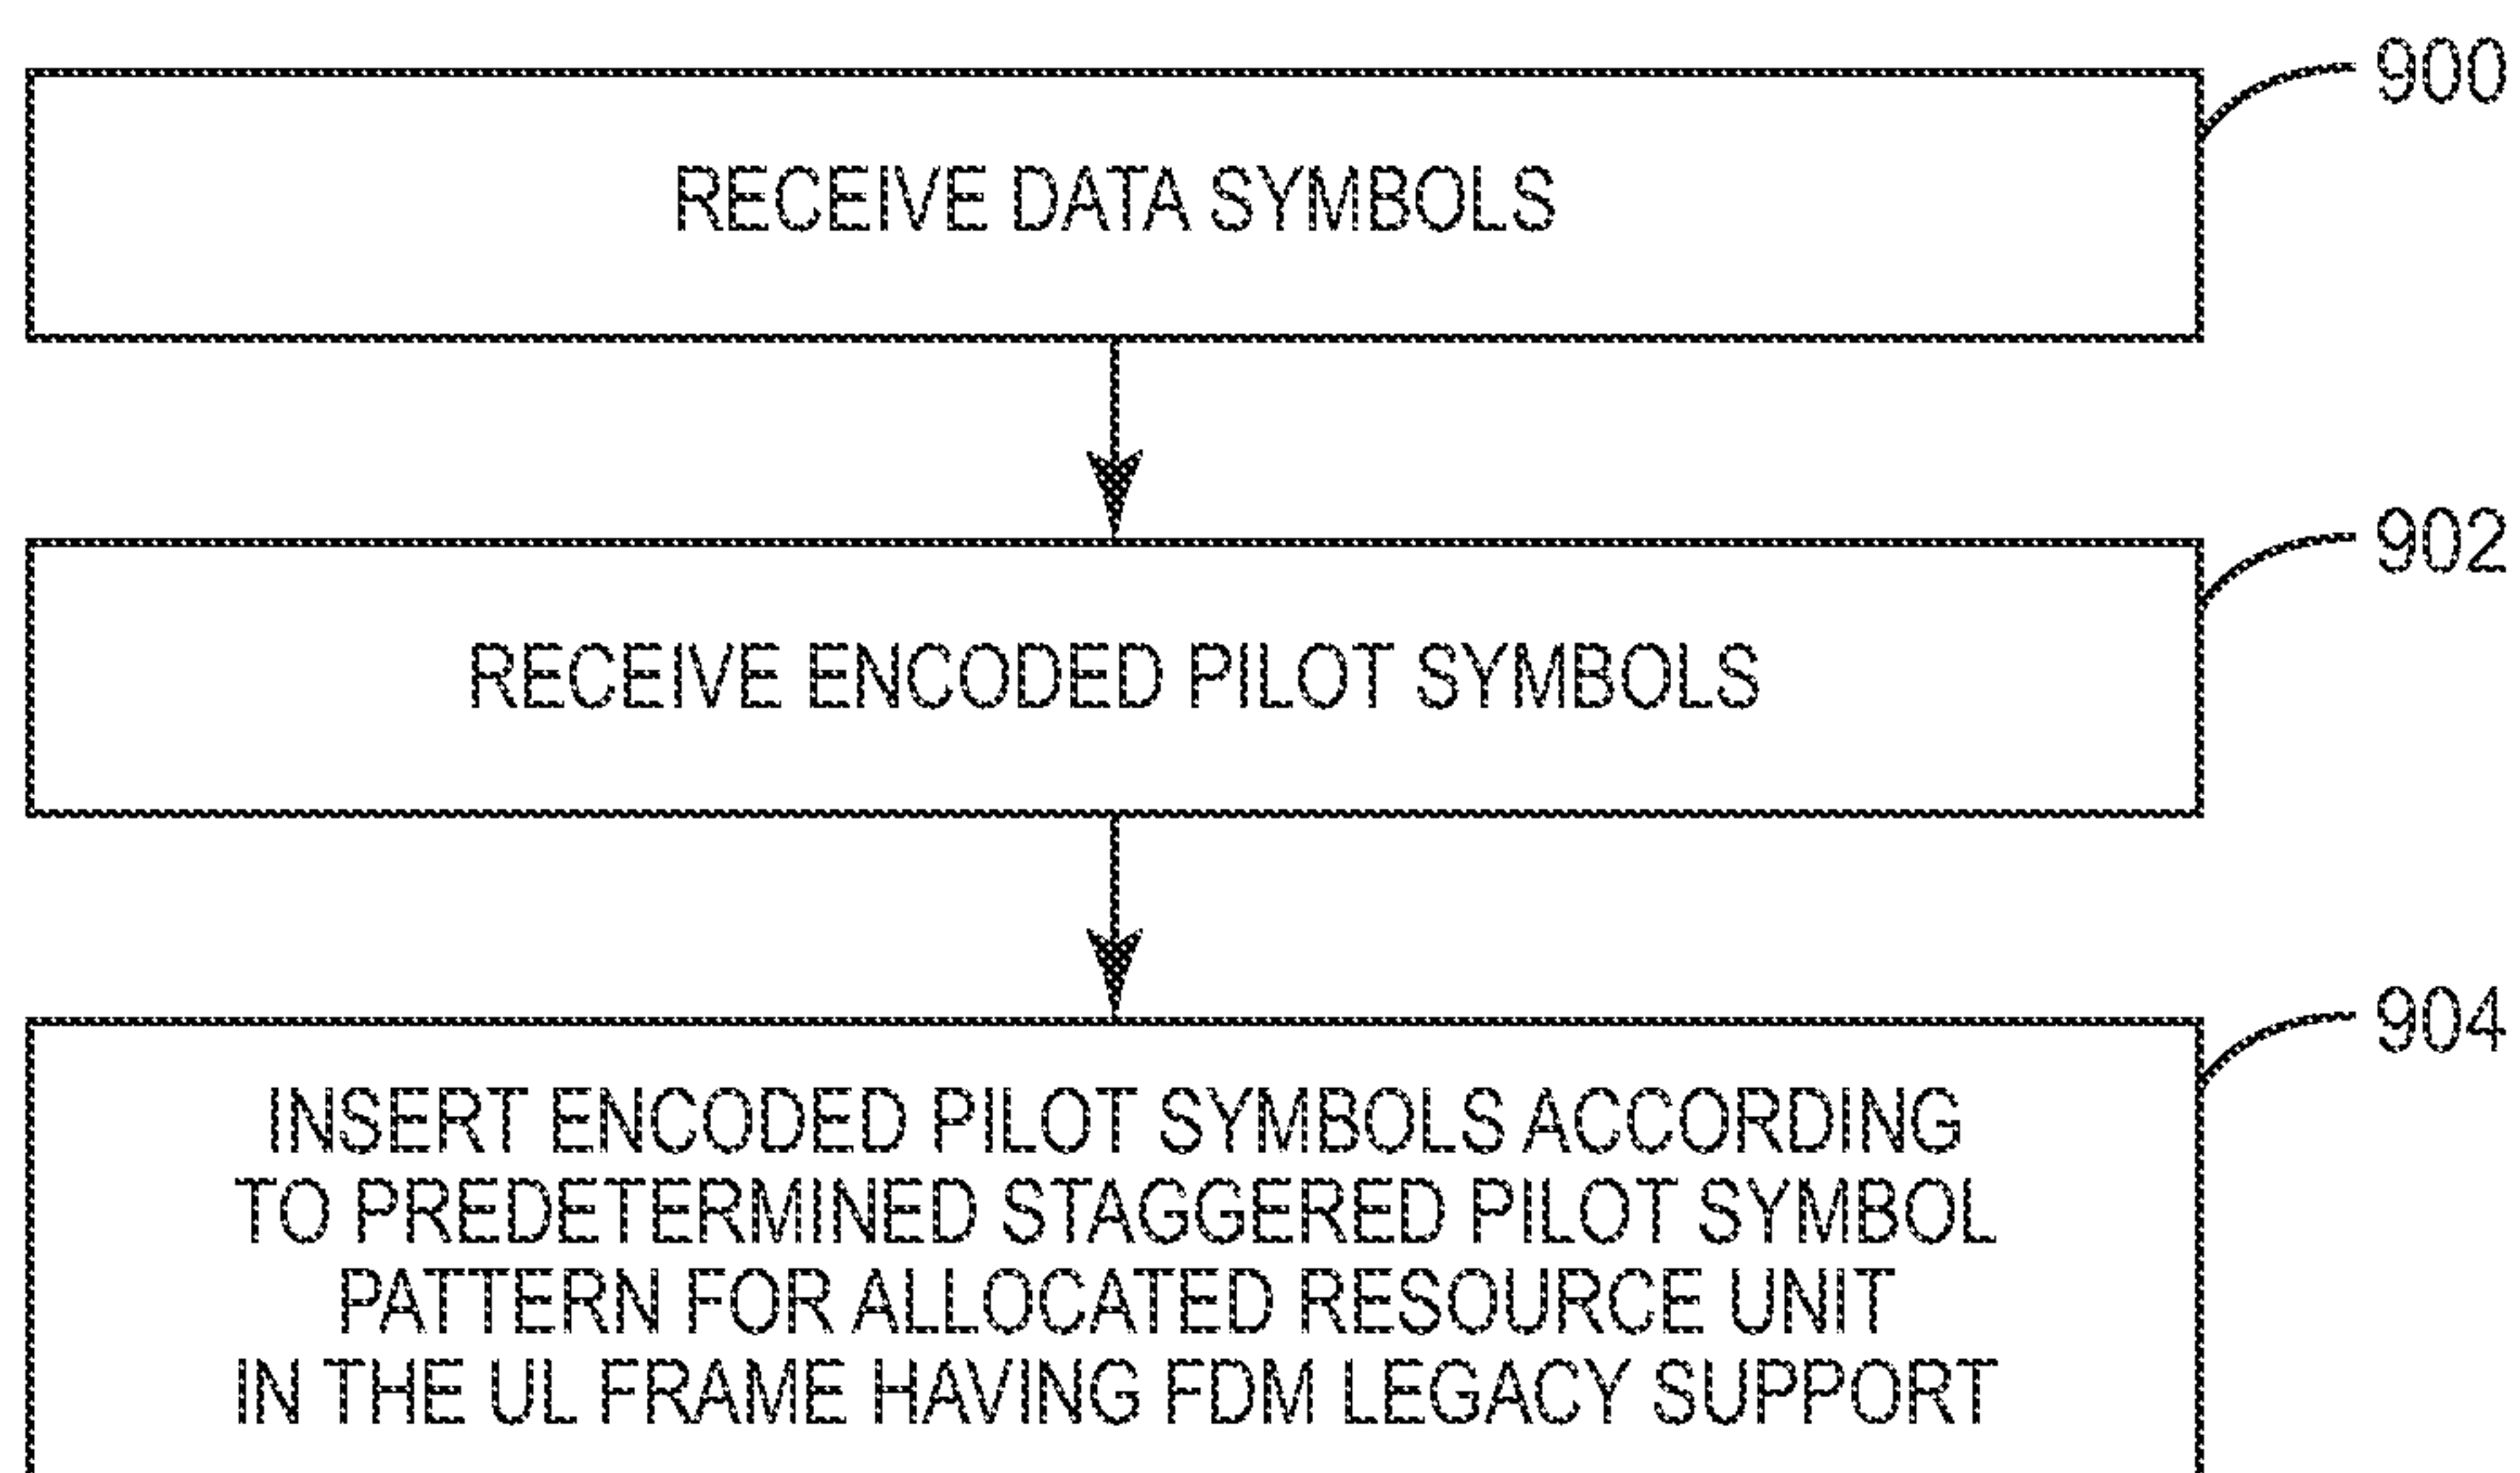 900
RECEIVE DATA SYMBOLS
902
RECEIVE ENCODED PILOT SYMBOLS
904
INSERT ENCODED PILOT SYMBOLS ACCORDING
TO PREDETERMINED STAGGERED PILOT SYMBOL
PATTERN FOR ALLOCATED RESOURCE UNIT
IN THE UL FRAME HAVING FDM LEGACY SUPPORT